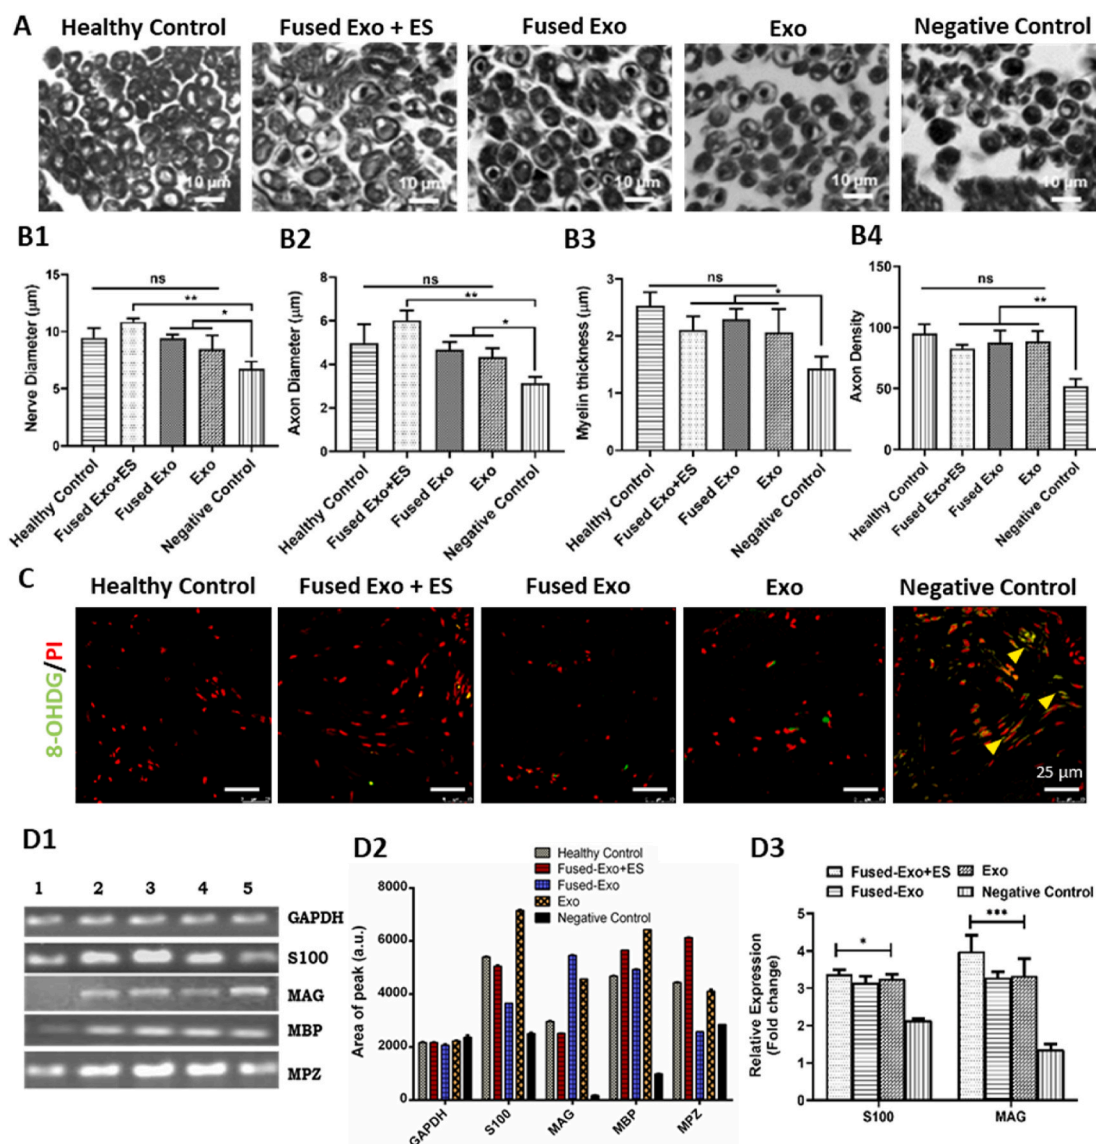 A
Healthy Control
Fused Exo + ES
Fused Exo
Exo
Negative Control
10 µm
10 µm
10 µm
10 µm
10 µm
B1
Nerve Diameter (µm)
15
10
5
0
ns
**
*
Healthy Control
Fused Exo+ES
Fused Exo
Exo
Negative Control
B2
Axon Diameter (µm)
8
6
4
2
0
ns
**
*
Healthy Control
Fused Exo+ES
Fused Exo
Exo
Negative Control
B3
Myelin thickness (µm)
3
2
1
0
ns
*
Healthy Control
Fused Exo+ES
Fused Exo
Exo
Negative Control
B4
Axon Density
150
100
50
0
ns
**
Healthy Control
Fused Exo+ES
Fused Exo
Exo
Negative Control
C
Healthy Control
Fused Exo + ES
Fused Exo
Exo
Negative Control
8-OHDG/PI
25 µm
D1
1 2 3 4 5
GAPDH
S100
MAG
MBP
MPZ
D2
Healthy Control
Fused-Exo+ES
Fused-Exo
Exo
Negative Control
Area of peak (a.u.)
8000
6000
4000
2000
0
GAPDH
S100
MAG
MBP
MPZ
D3
Fused-Exo+ES
Fused-Exo
Exo
Negative Control
Relative Expression
(Fold change)
5
4
3
2
1
0
*
***
S100
MAG